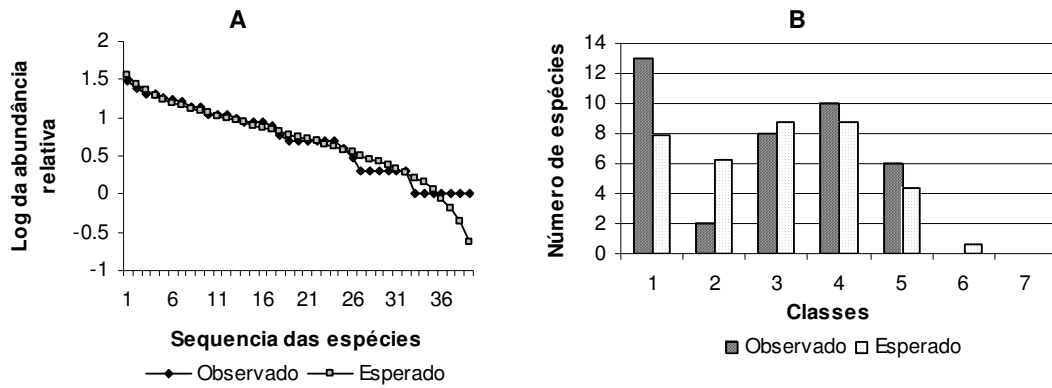 A
Log da abundância
relativa
2
1.5
1
0.5
0
-0.5
-1
1 6 11 16 21 26 31 36
Sequencia das espécies
Observado Esperado
B
Número de espécies
14
12
10
8
6
4
2
0
1 2 3 4 5 6 7
Classes
Observado Esperado